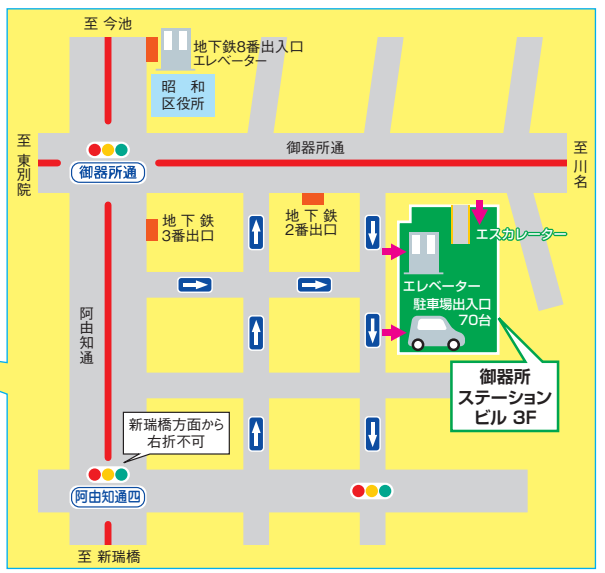 至 今池
地下鉄8番出入口
エレベーター
昭 和
区役所
至 東別院
御器所通
御器所通
至 川名
地 下 鉄
3番出口
地 下 鉄
2番出口
エスカレーター
エレベーター
駐車場出入口
70台
阿由知通
御器所
ステーション
ビル 3F
新瑞橋方面から
右折不可
阿由知通四
至 新瑞橋